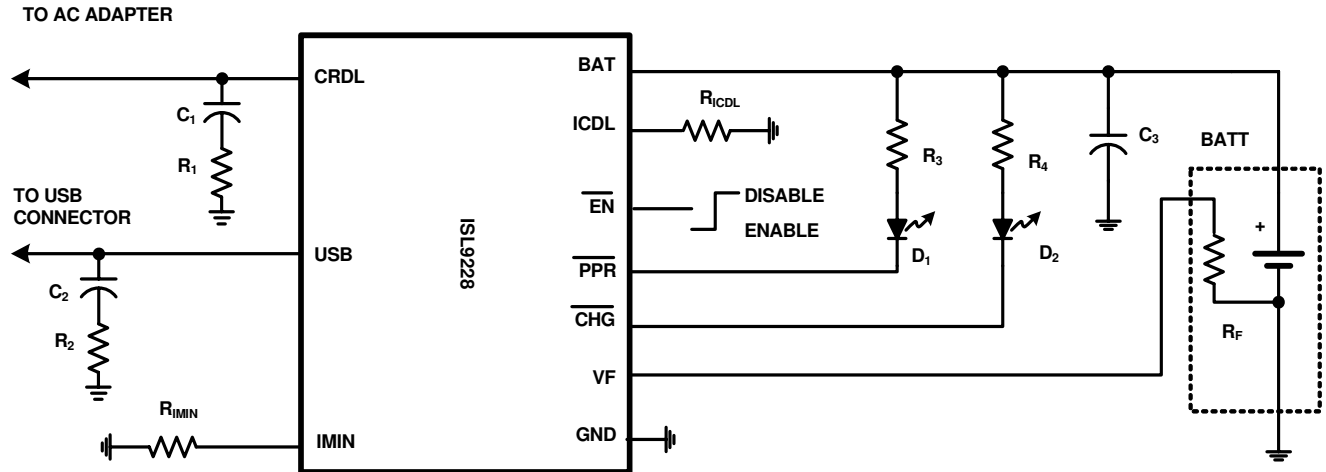 TO AC ADAPTER
CRDL
C1
R1
TO USB
CONNECTOR
USB
C2
R2
RIMIN
IMIN
ISL9228
BAT
ICDL
RICDL
EN
DISABLE
ENABLE
PPR
CHG
VF
GND
R3
D1
R4
D2
C3
BATT
+
RF